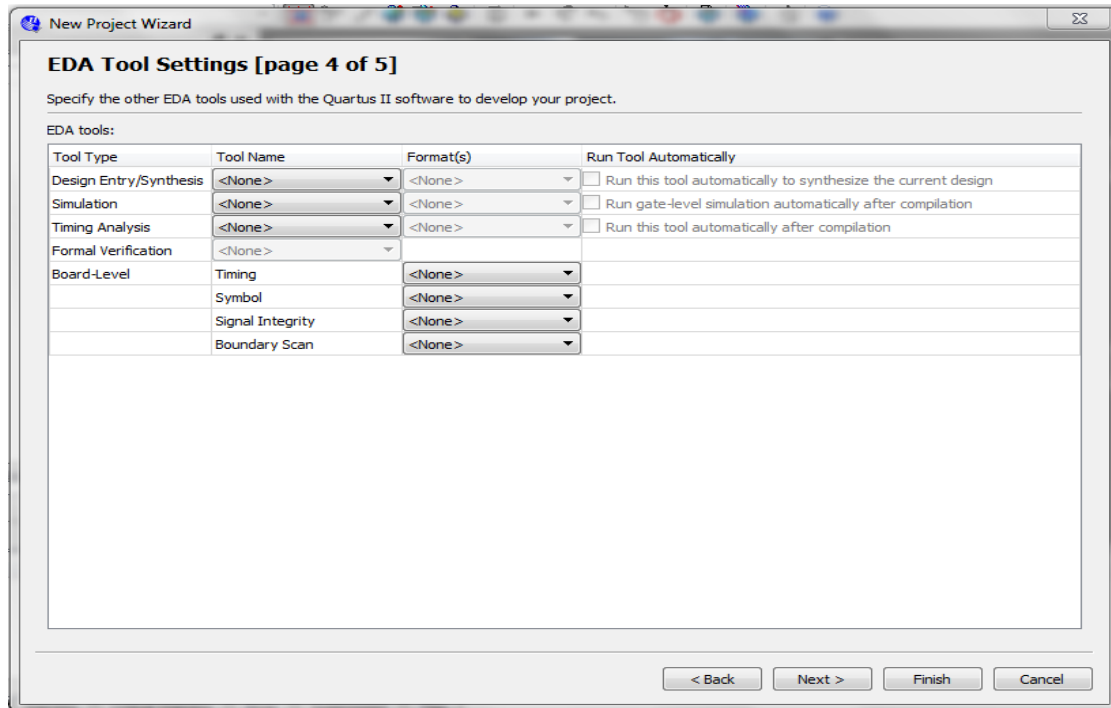 New Project Wizard
EDA Tool Settings [page 4 of 5]
Specify the other EDA tools used with the Quartus II software to develop your project.
EDA tools:
Tool Type Tool Name Format(s) Run Tool Automatically
Design Entry/Synthesis <None> <None> Run this tool automatically to synthesize the current design
Simulation <None> <None> Run gate-level simulation automatically after compilation
Timing Analysis <None> <None> Run this tool automatically after compilation
Formal Verification <None>
Board-Level Timing <None>
Symbol <None>
Signal Integrity <None>
Boundary Scan <None>
< Back Next > Finish Cancel